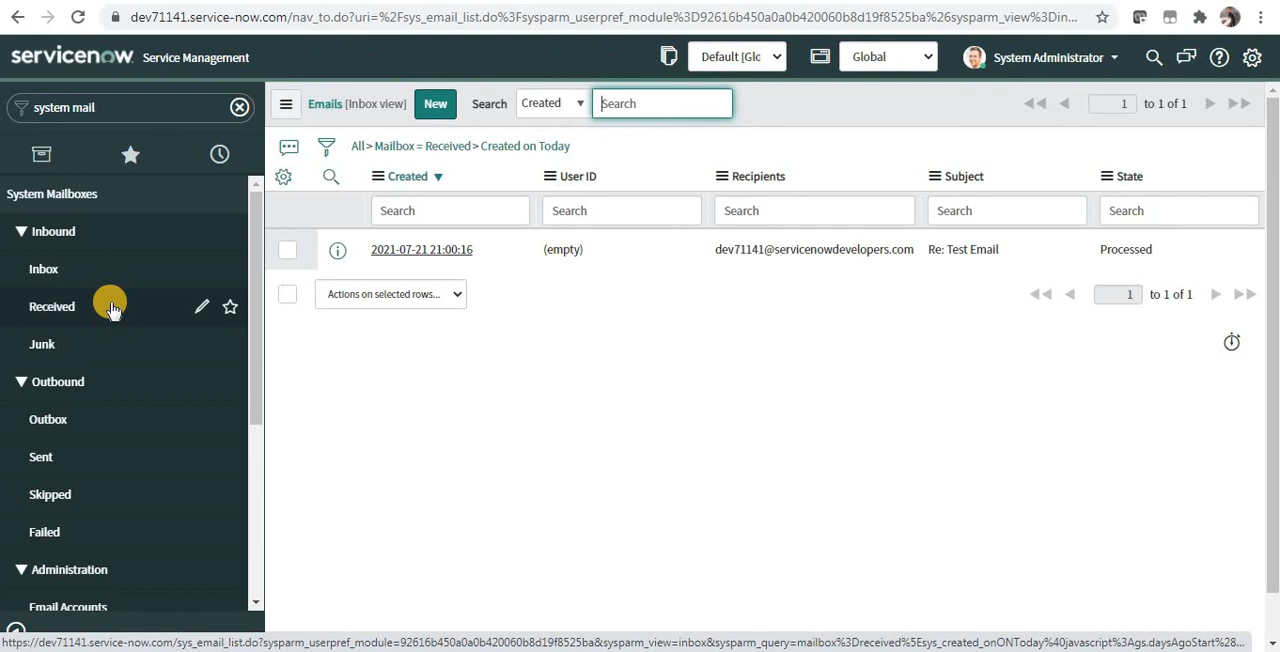 dev71141.service-now.com/nav_to.do?uri=%2Fsys_email_list.do%3Fsysparm_userpref_module%3D92616b450a0a0b420060b8d19f8525ba%26sysparm_view%3Din...
servicenow Service Management
Default [Glc
Global
System Administrator
system mail
Emails [Inbox view]
New
Search
Created
Search
1 to 1 of 1
All > Mailbox = Received > Created on Today
Created
User ID
Recipients
Subject
State
Search
Search
Search
Search
Search
2021-07-21 21:00:16
(empty)
dev71141@servicenowdevelopers.com
Re: Test Email
Processed
Actions on selected rows...
1 to 1 of 1
System Mailboxes
Inbound
Inbox
Received
Junk
Outbound
Outbox
Sent
Skipped
Failed
Administration
Email Accounts
https://dev71141.service-now.com/sys_email_list.do?sysparm_userpref_module=92616b450a0a0b420060b8d19f8525ba&sysparm_view=inbox&sysparm_query=mailbox%3Dreceived%5Esys_created_onONToday%40javascript%3Ags.daysAgoStart%28...